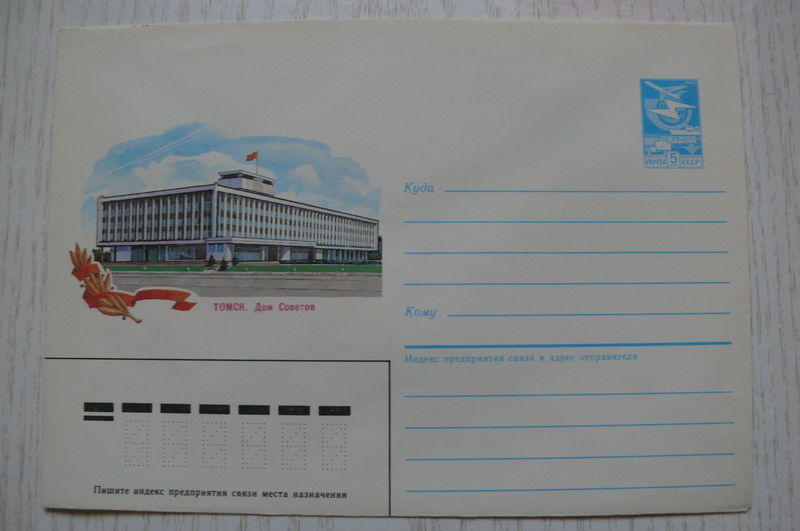 ПОЧТА 5 СССР
Куда
Кому
ТОМСК. Дом Советов
Индекс предприятия связи и адрес отправителя
Пишите индекс предприятия связи места назначения